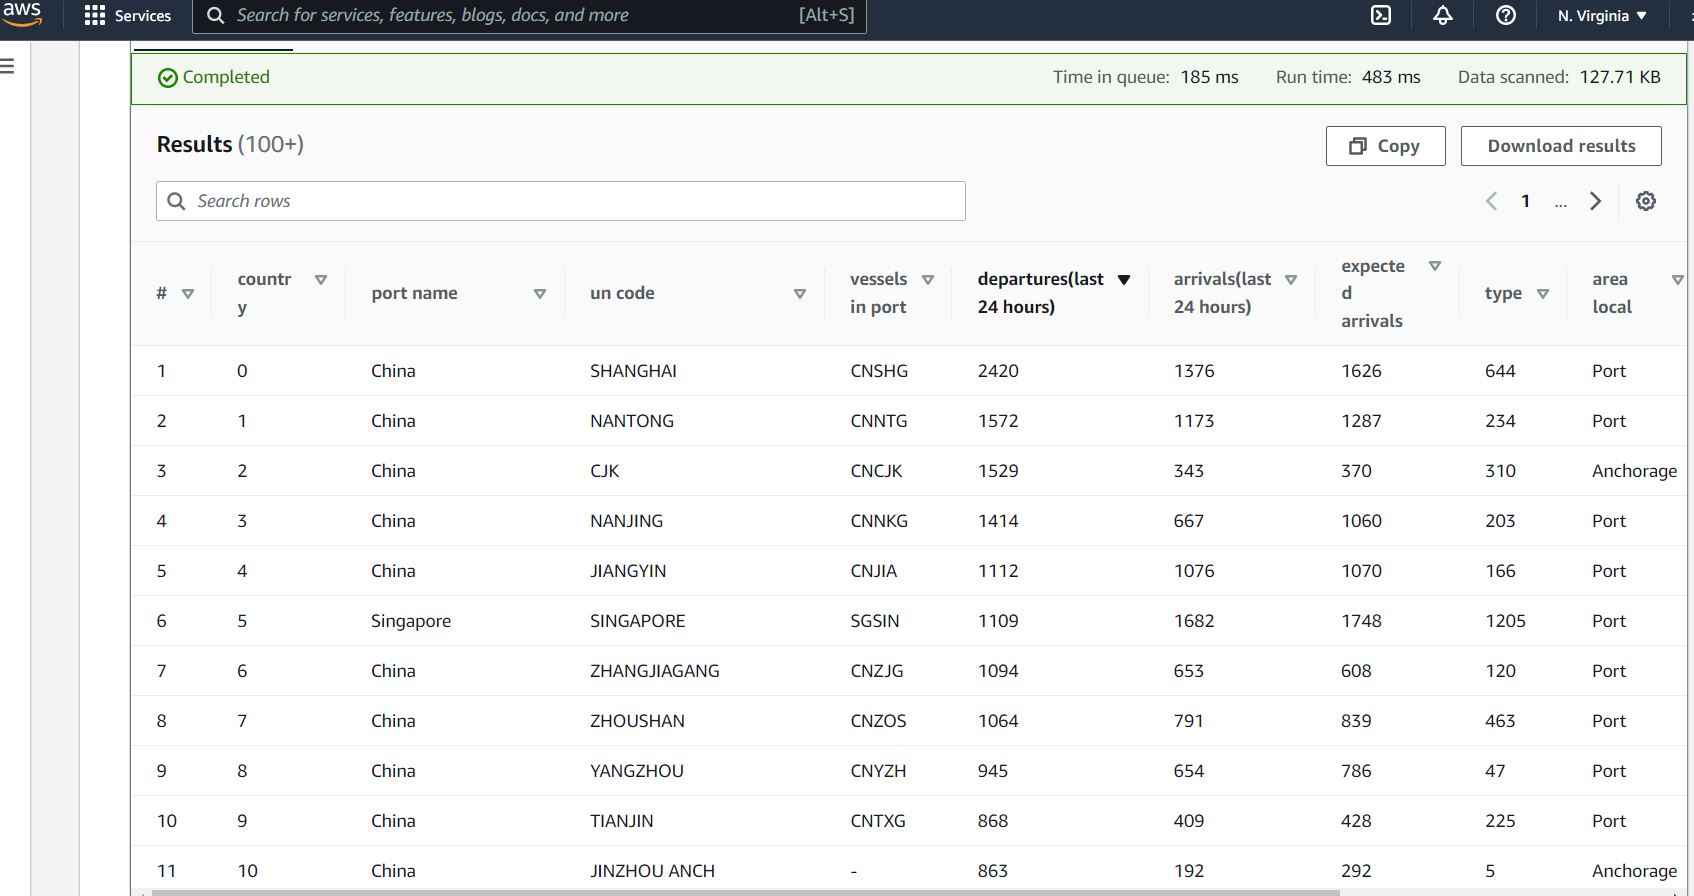 aws Services Search for services, features, blogs, docs, and more [Alt+S] N. Virginia
Completed Time in queue: 185 ms Run time: 483 ms Data scanned: 127.71 KB
Results (100+) Copy Download results
Search rows 1 ...
# countr
y port name un code vessels
in port departures(last
24 hours) arrivals(last
24 hours) expecte
d
arrivals type area
local
1 0 China SHANGHAI CNSHG 2420 1376 1626 644 Port
2 1 China NANTONG CNNTG 1572 1173 1287 234 Port
3 2 China CJK CNCJK 1529 343 370 310 Anchorage
4 3 China NANJING CNNKG 1414 667 1060 203 Port
5 4 China JIANGYIN CNJIA 1112 1076 1070 166 Port
6 5 Singapore SINGAPORE SGSIN 1109 1682 1748 1205 Port
7 6 China ZHANGJIAGANG CNZJG 1094 653 608 120 Port
8 7 China ZHOUSHAN CNZOS 1064 791 839 463 Port
9 8 China YANGZHOU CNYZH 945 654 786 47 Port
10 9 China TIANJIN CNTXG 868 409 428 225 Port
11 10 China JINZHOU ANCH - 863 192 292 5 Anchorage